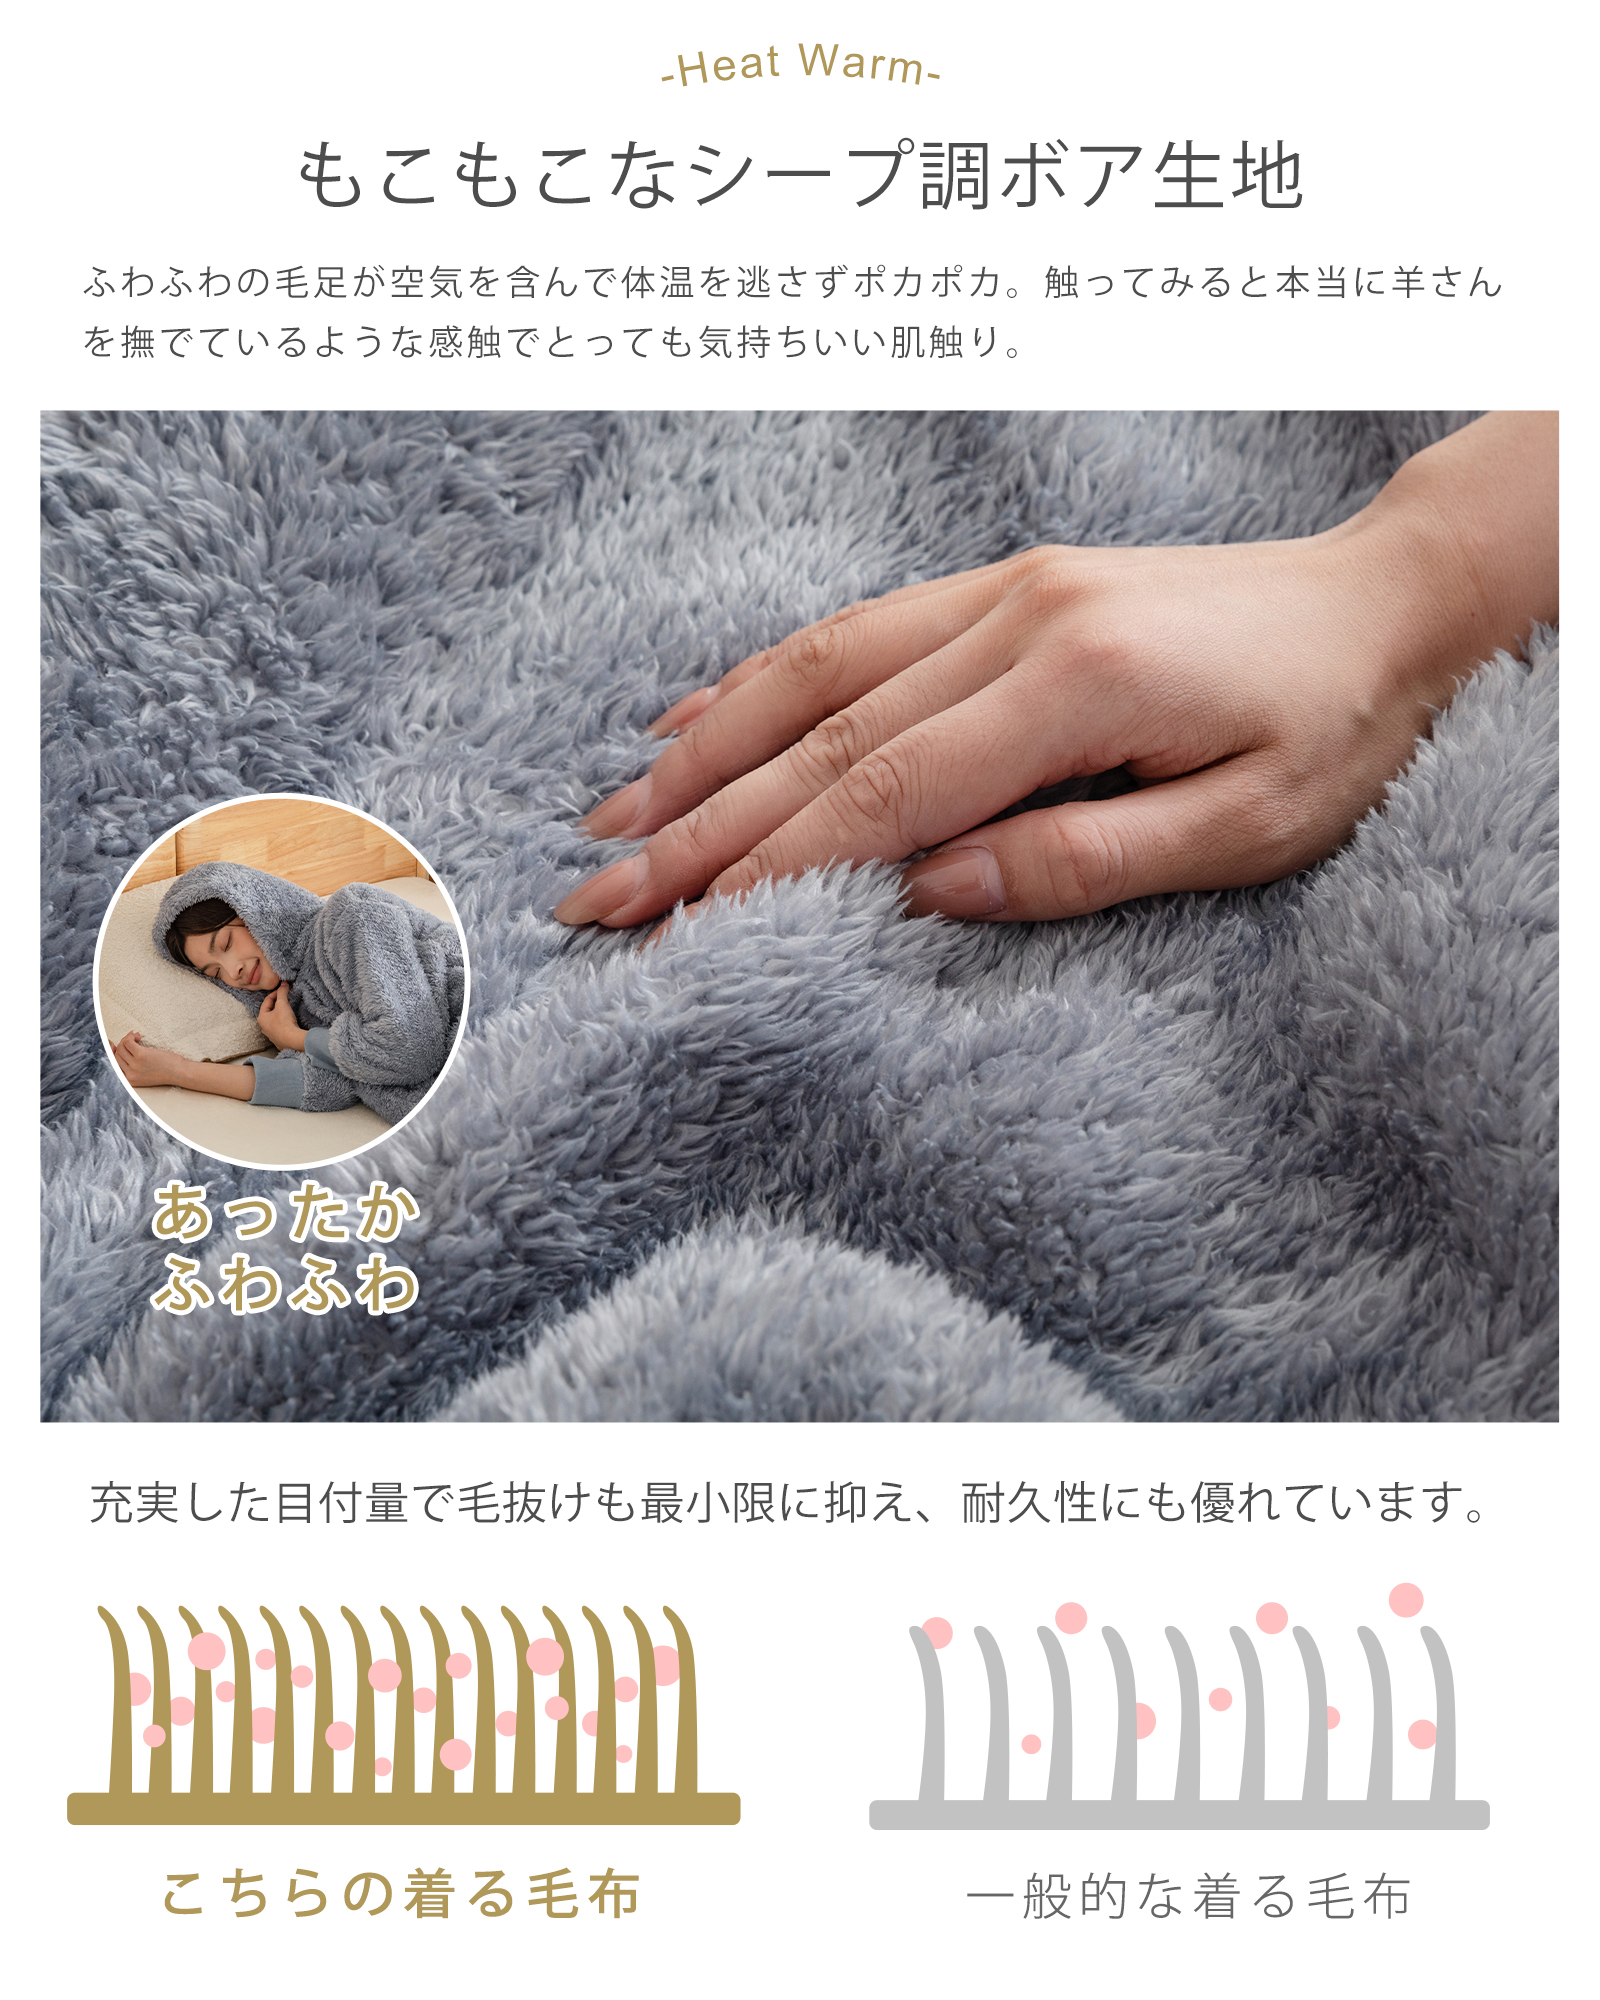 -Heat Warm-
もこもこなシープ調ボア生地
ふわふわの毛足が空気を含んで体温を逃さずポカポカ。触ってみると本当に羊さん
を撫でているような感触でとっても気持ちいい肌触り。
あったか
ふわふわ
充実した目付量で毛抜けも最小限に抑え、耐久性にも優れています。
こちらの着る毛布
一般的な着る毛布